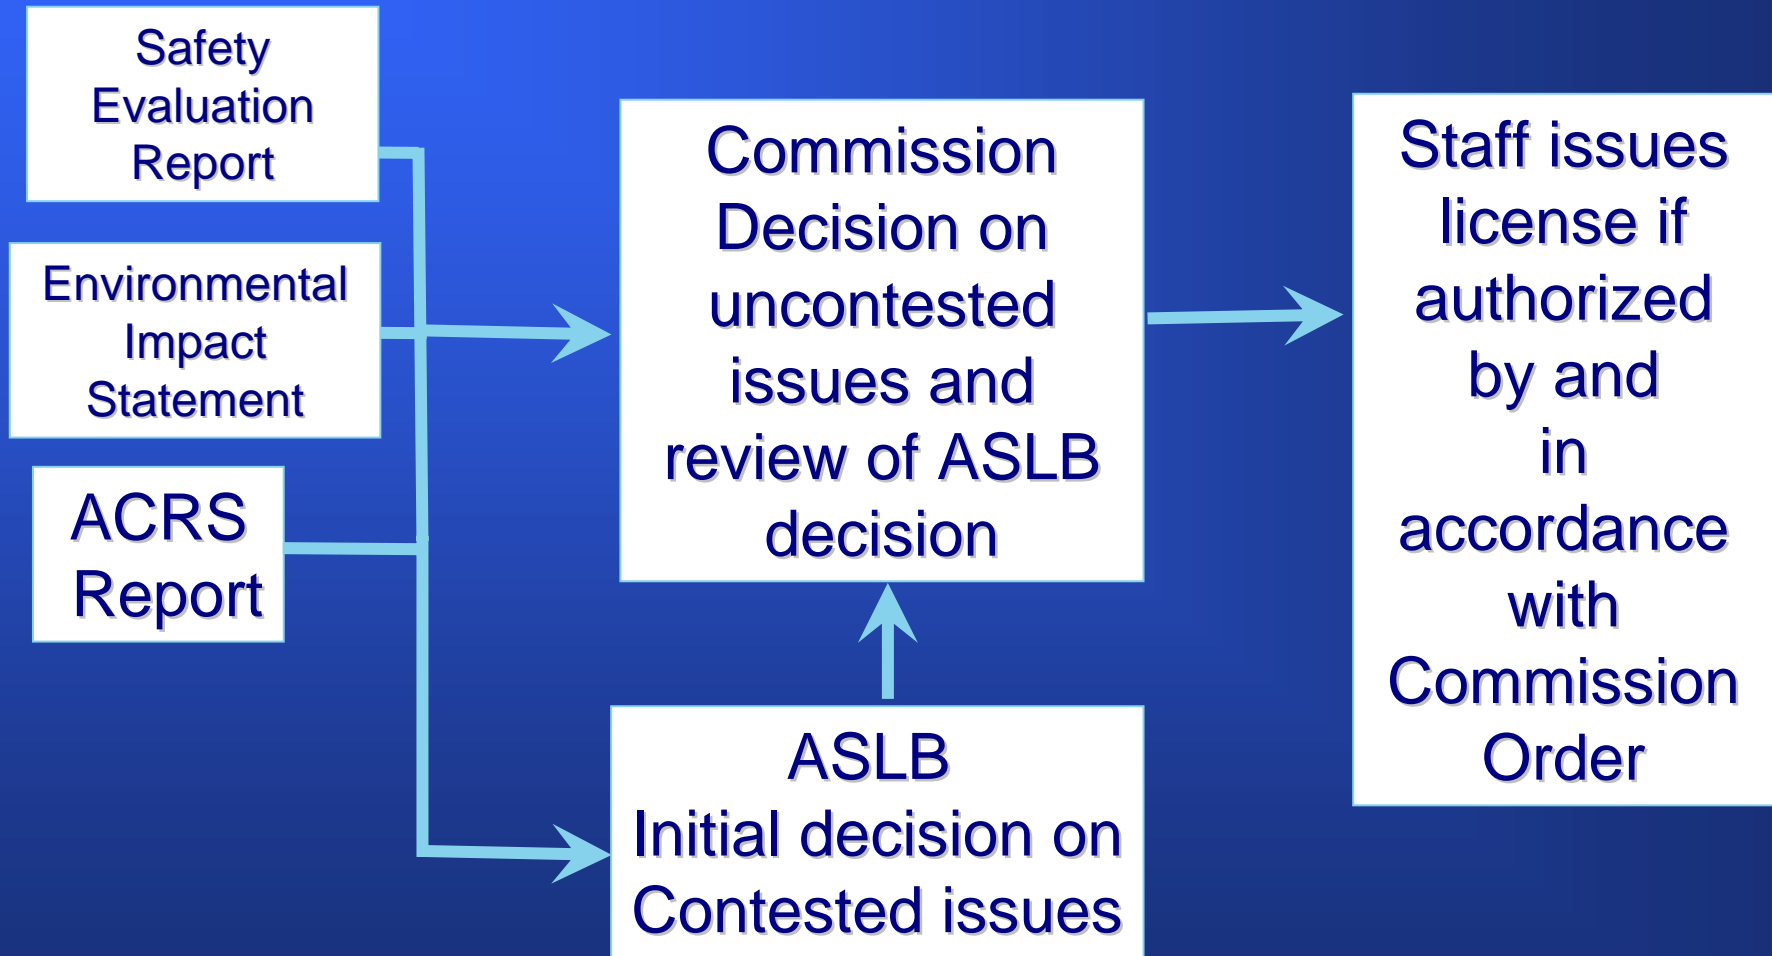 Safety
Evaluation
Report
Environmental
Impact
Statement
ACRS
Report
Commission
Decision on
uncontested
issues and
review of ASLB
decision
ASLB
Initial decision on
Contested issues
Staff issues
license if
authorized
by and
in
accordance
with
Commission
Order